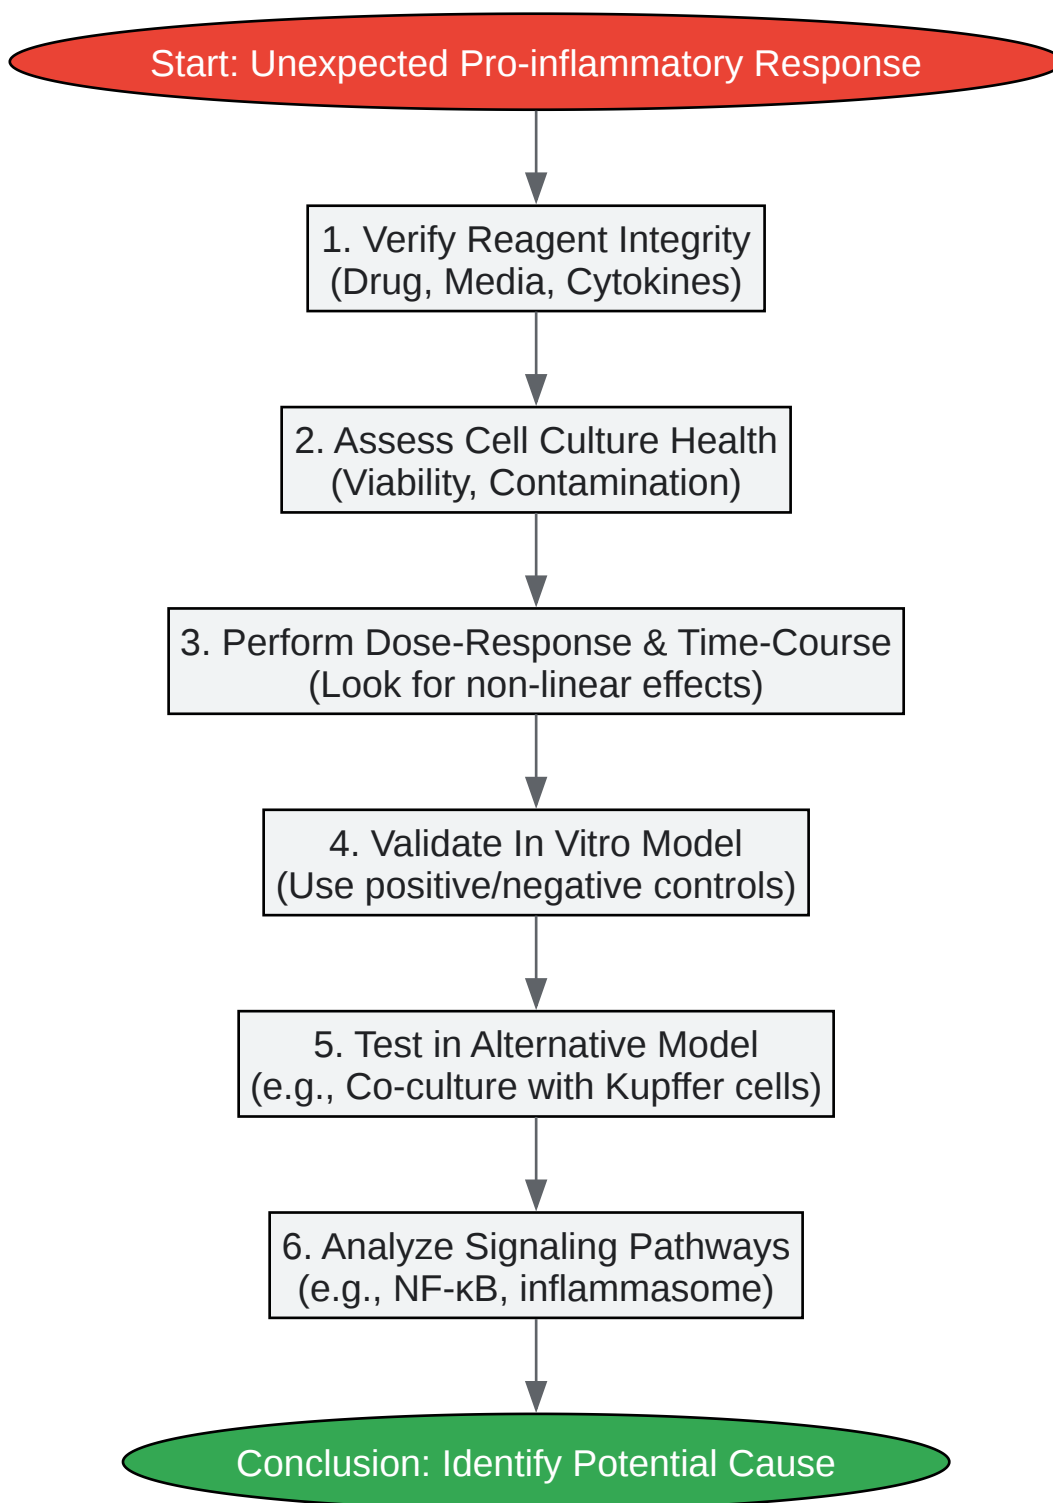 Start: Unexpected Pro-inflammatory Response
1. Verify Reagent Integrity
(Drug, Media, Cytokines)
2. Assess Cell Culture Health
(Viability, Contamination)
3. Perform Dose-Response & Time-Course
(Look for non-linear effects)
4. Validate In Vitro Model
(Use positive/negative controls)
5. Test in Alternative Model
(e.g., Co-culture with Kupffer cells)
6. Analyze Signaling Pathways
(e.g., NF-κB, inflammasome)
Conclusion: Identify Potential Cause